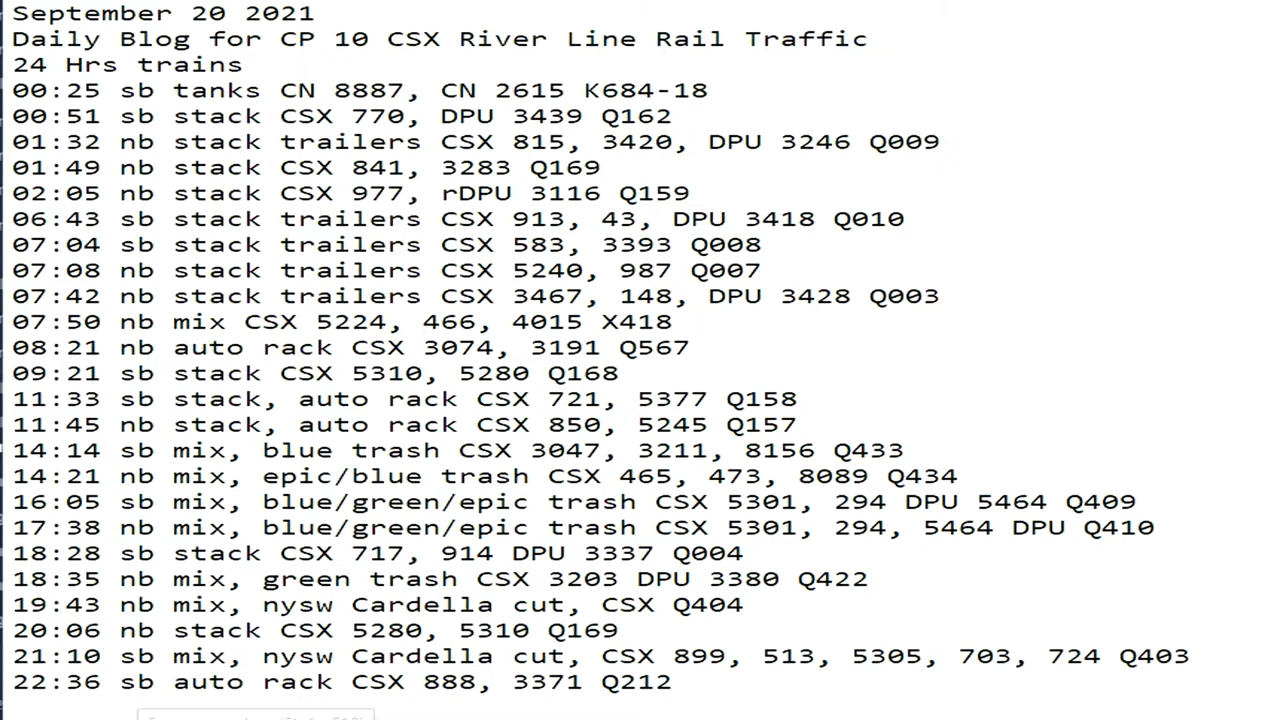 September 20 2021
Daily Blog for CP 10 CSX River Line Rail Traffic
24 Hrs trains
00:25 sb tanks CN 8887, CN 2615 K684-18
00:51 sb stack CSX 770, DPU 3439 Q162
01:32 nb stack trailers CSX 815, 3420, DPU 3246 Q009
01:49 nb stack CSX 841, 3283 Q169
02:05 nb stack CSX 977, rDPU 3116 Q159
06:43 sb stack trailers CSX 913, 43, DPU 3418 Q010
07:04 sb stack trailers CSX 583, 3393 Q008
07:08 nb stack trailers CSX 5240, 987 Q007
07:42 nb stack trailers CSX 3467, 148, DPU 3428 Q003
07:50 nb mix CSX 5224, 466, 4015 X418
08:21 nb auto rack CSX 3074, 3191 Q567
09:21 sb stack CSX 5310, 5280 Q168
11:33 sb stack, auto rack CSX 721, 5377 Q158
11:45 nb stack, auto rack CSX 850, 5245 Q157
14:14 sb mix, blue trash CSX 3047, 3211, 8156 Q433
14:21 nb mix, epic/blue trash CSX 465, 473, 8089 Q434
16:05 sb mix, blue/green/epic trash CSX 5301, 294 DPU 5464 Q409
17:38 nb mix, blue/green/epic trash CSX 5301, 294, 5464 DPU Q410
18:28 sb stack CSX 717, 914 DPU 3337 Q004
18:35 nb mix, green trash CSX 3203 DPU 3380 Q422
19:43 nb mix, nysw Cardella cut, CSX Q404
20:06 nb stack CSX 5280, 5310 Q169
21:10 sb mix, nysw Cardella cut, CSX 899, 513, 5305, 703, 724 Q403
22:36 sb auto rack CSX 888, 3371 Q212